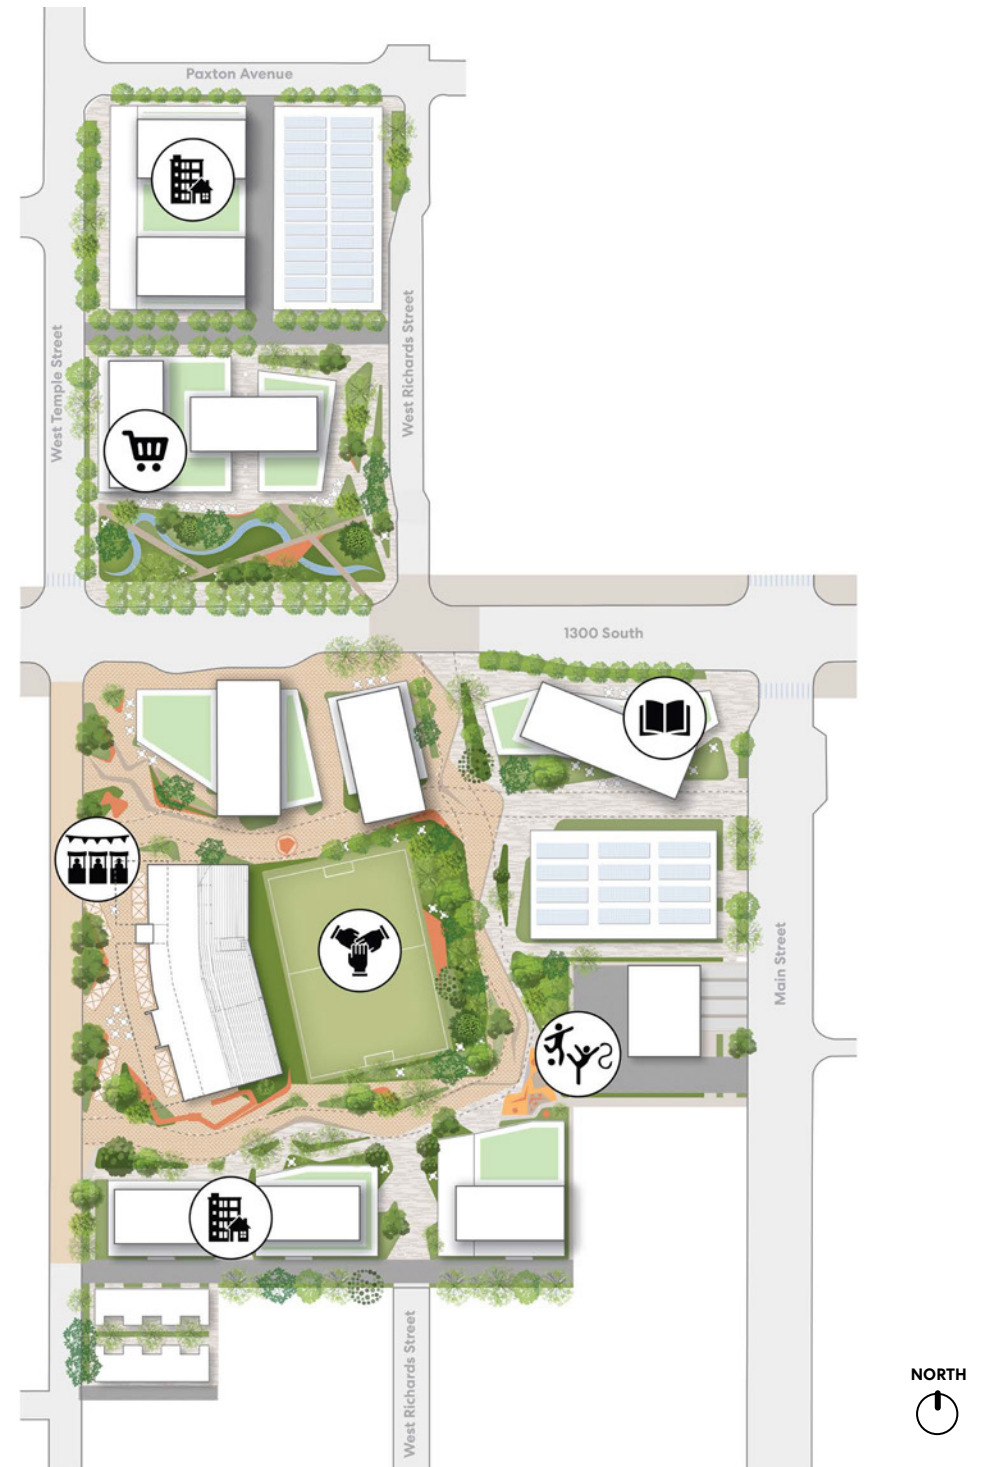 Paxton Avenue
West Temple Street
West Richards Street
1300 South
Main Street
West Richards Street
NORTH